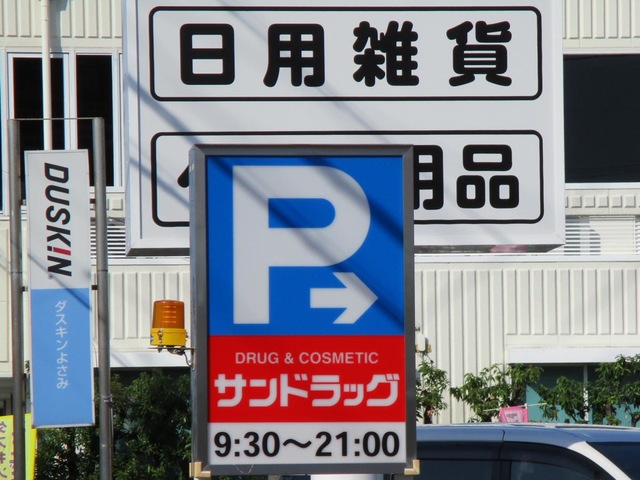 日用雑貨
用品
DUSKIN
ダスキンよさみ
P
DRUG & COSMETIC
サンドラッグ
9:30〜21:00